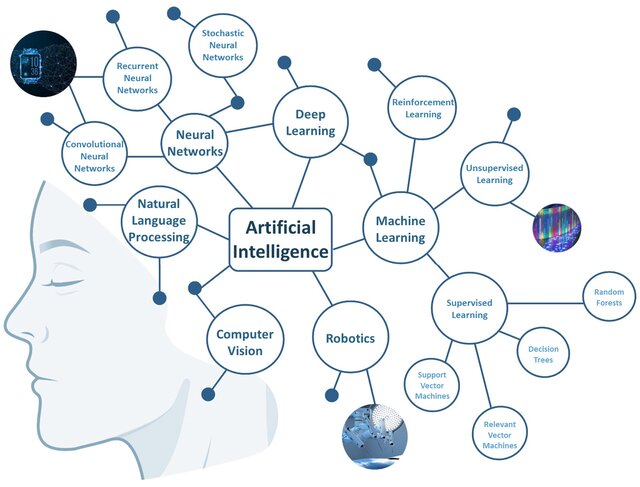 Stochastic
Neural
Networks
Recurrent
Neural
Networks
Convolutional
Neural
Networks
Neural
Networks
Deep
Learning
Reinforcement
Learning
Unsupervised
Learning
Natural
Language
Processing
Artificial
Intelligence
Machine
Learning
Computer
Vision
Robotics
Supervised
Learning
Random
Forests
Decision
Trees
Support
Vector
Machines
Relevant
Vector
Machines